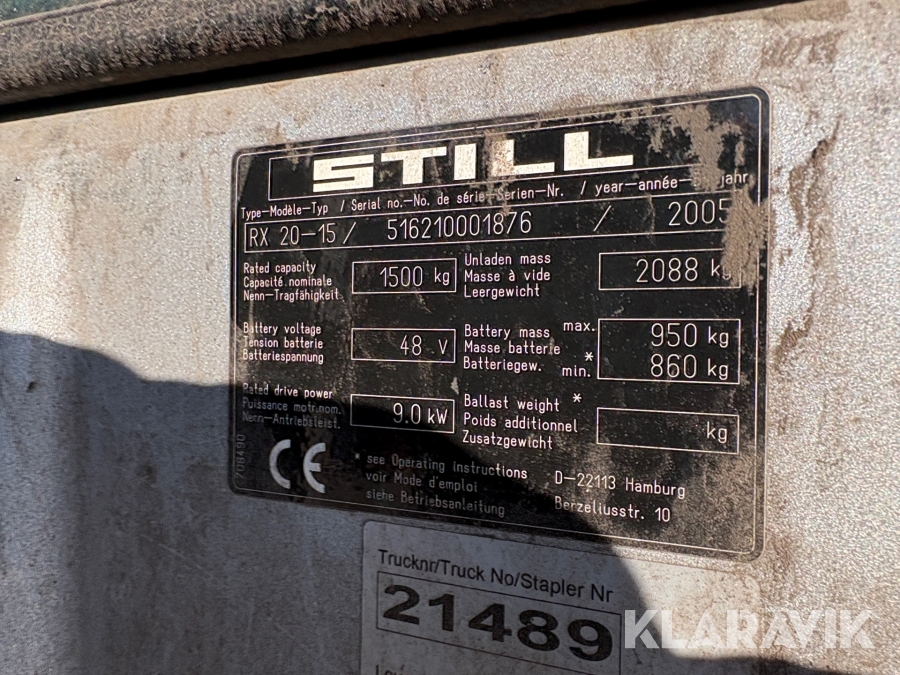 STILL
Type-Modèle-Typ / Serial no.-No. de série-Serien-Nr. / year-année-
RX 20-15 / 516210001876 / 2005
Rated capacity
Capacité nominale
Nenn-Tragfähigkeit
1500 kg
Unladen mass
Masse à vide
Leergewicht
2088 kg
Battery voltage
Tension batterie
Batteriespannung
48 V
Battery mass max.
Masse batterie
Batteriegew. * min.
950 kg
860 kg
Rated drive power
Puissance motr.nom.
Nenn-Antriebsleist.
9.0 kW
Ballast weight *
Poids additionnel
Zusatzgewicht
kg
CE
* see Operating Instructions
voir Mode d'emploi
siehe Betriebsanleitung
D-22113 Hamburg
Berzeliusstr. 10
Trucknr/Truck No/Stapler Nr
21489
KLARAVIK